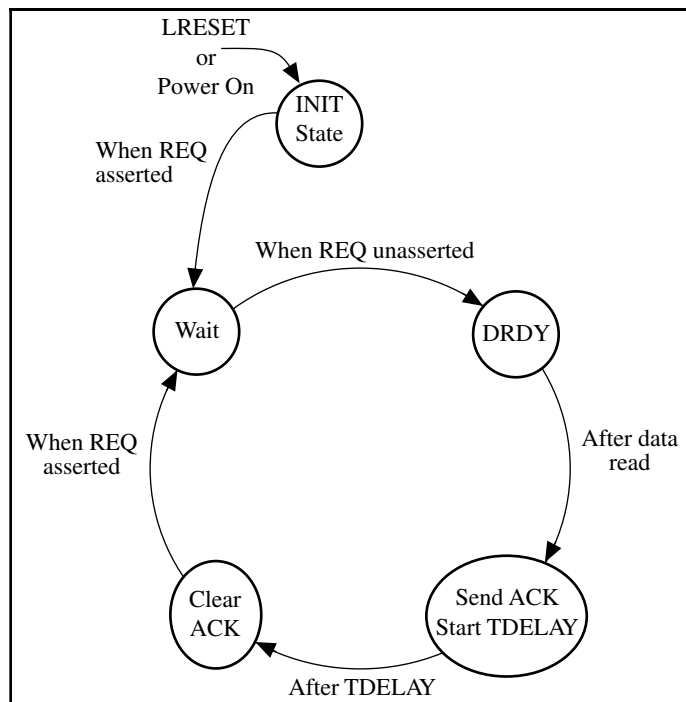 LRESET
or
Power On
INIT
State
When REQ
asserted
When REQ unasserted
Wait
DRDY
When REQ
asserted
After data
read
Clear
ACK
Send ACK
Start TDELAY
After TDELAY